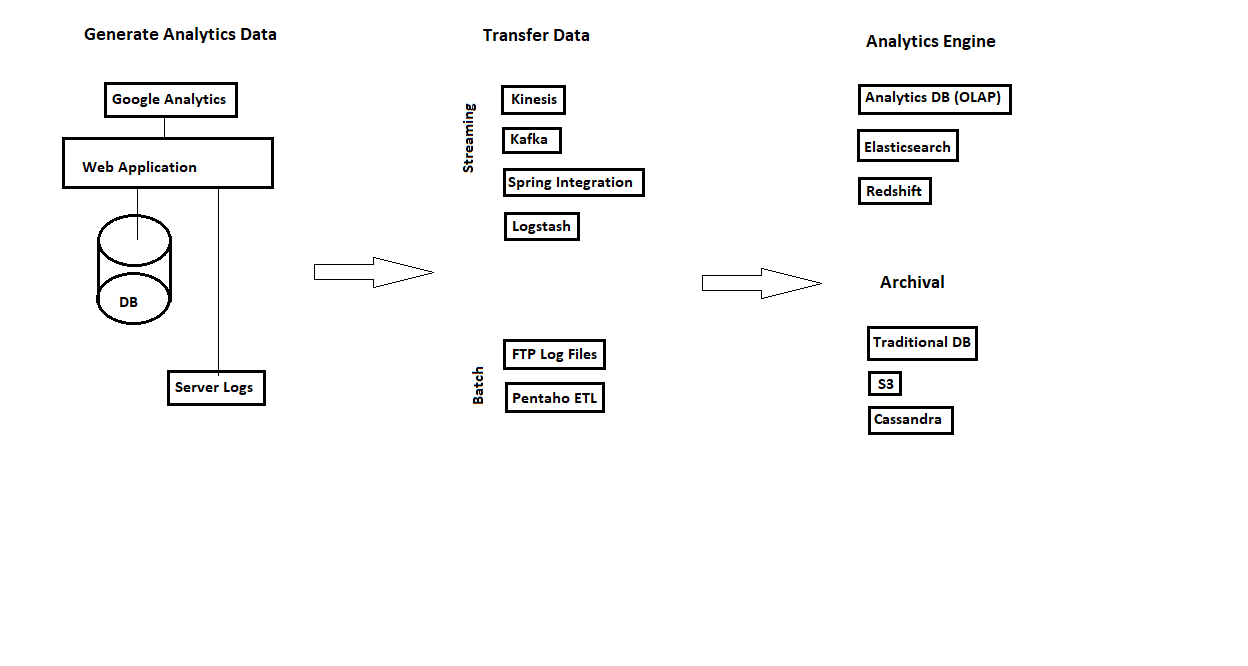 Generate Analytics Data
Google Analytics
Web Application
DB
Server Logs
Transfer Data
Streaming
Kinesis
Kafka
Spring Integration
Logstash
Batch
FTP Log Files
Pentaho ETL
Analytics Engine
Analytics DB (OLAP)
Elasticsearch
Redshift
Archival
Traditional DB
S3
Cassandra